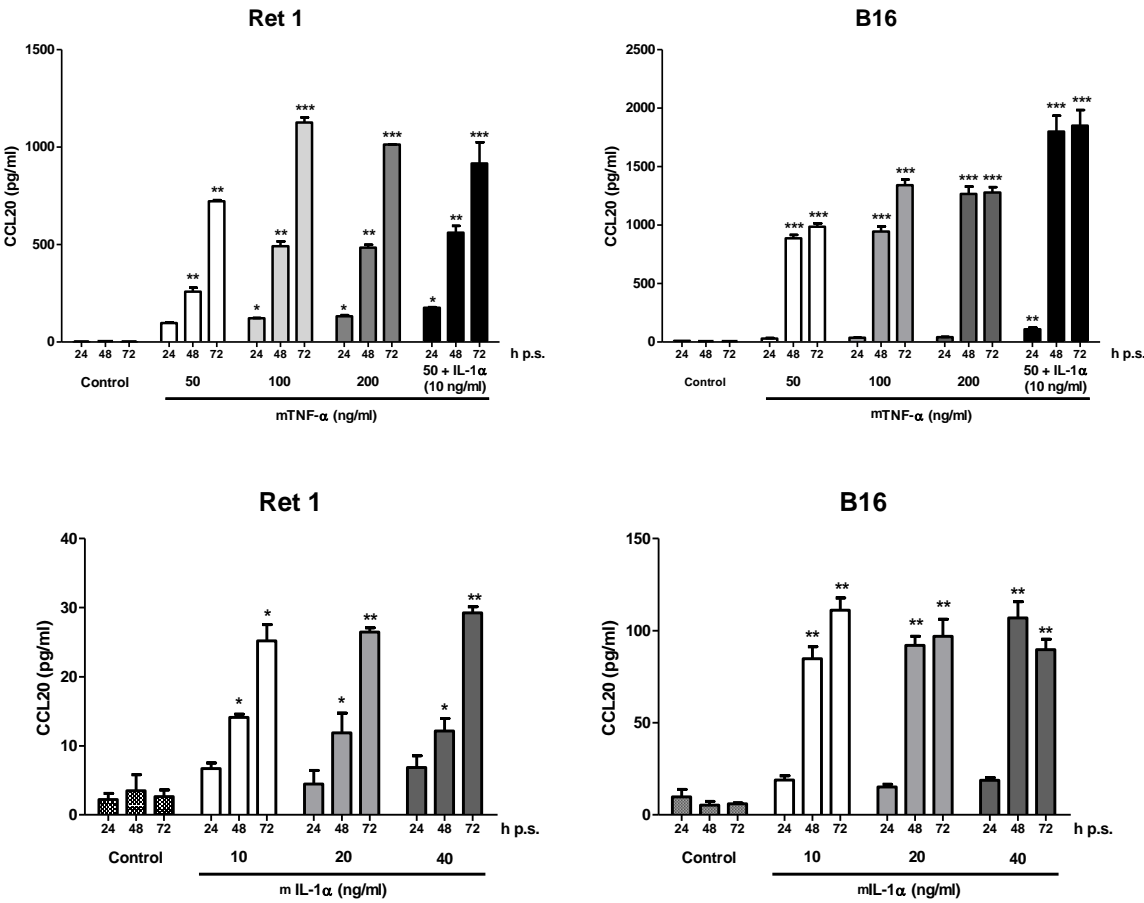 Ret 1
CCL20 (pg/ml)
1500
***
***
***
1000
**
**
**
**
500
**
*
*
*
0
24 48 72 24 48 72 24 48 72 24 48 72 24 48 72 h p.s.
Control 50 100 200 50 + IL-1α
(10 ng/ml)
mTNF-α (ng/ml)
B16
CCL20 (pg/ml)
2500
*** ***
2000
1500
***
*** ***
*** *** ***
1000
500
**
0
24 48 72 24 48 72 24 48 72 24 48 72 24 48 72 h p.s.
Control 50 100 200 50 + IL-1α
(10 ng/ml)
mTNF-α (ng/ml)
Ret 1
CCL20 (pg/ml)
40
* ** **
30
20
* * *
10
0
24 48 72 24 48 72 24 48 72 24 48 72 h p.s.
Control 10 20 40
m IL-1α (ng/ml)
B16
CCL20 (pg/ml)
150
** ** ** ** ** **
100
50
0
24 48 72 24 48 72 24 48 72 24 48 72 h p.s.
Control 10 20 40
mIL-1α (ng/ml)